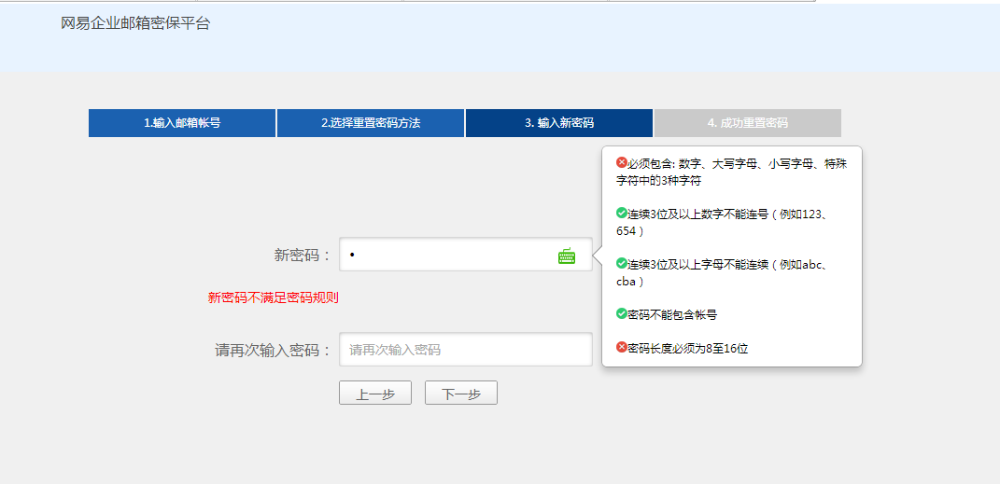 网易企业邮箱密保平台
1.输入邮箱帐号
2.选择重置密码方法
3. 输入新密码
4. 成功重置密码
必须包含: 数字、大写字母、小写字母、特殊
字符中的3种字符
连续3位及以上数字不能连号（例如123、
654）
连续3位及以上字母不能连续（例如abc、
cba）
密码不能包含帐号
密码长度必须为8至16位
新密码：
•
新密码不满足密码规则
请再次输入密码：
请再次输入密码
上一步
下一步